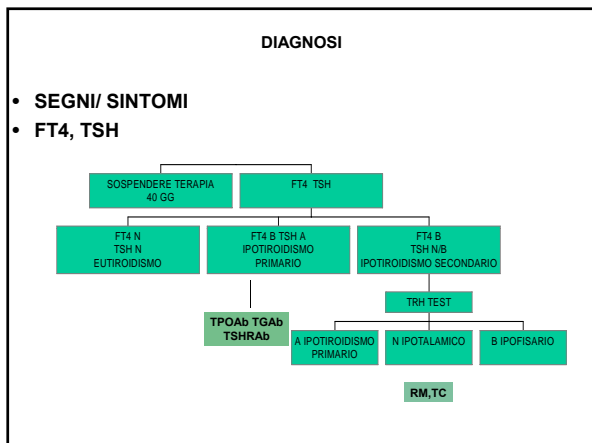 DIAGNOSI
• SEGNI/ SINTOMI
• FT4, TSH
SOSPENDERE TERAPIA
40 GG
FT4 TSH
FT4 N
TSH N
EUTIROIDISMO
FT4 B TSH A
IPOTIROIDISMO
PRIMARIO
FT4 B
TSH N/B
IPOTIROIDISMO SECONDARIO
TPOAb TGAb
TSHRAb
TRH TEST
A IPOTIROIDISMO
PRIMARIO
N IPOTALAMICO
B IPOFISARIO
RM,TC